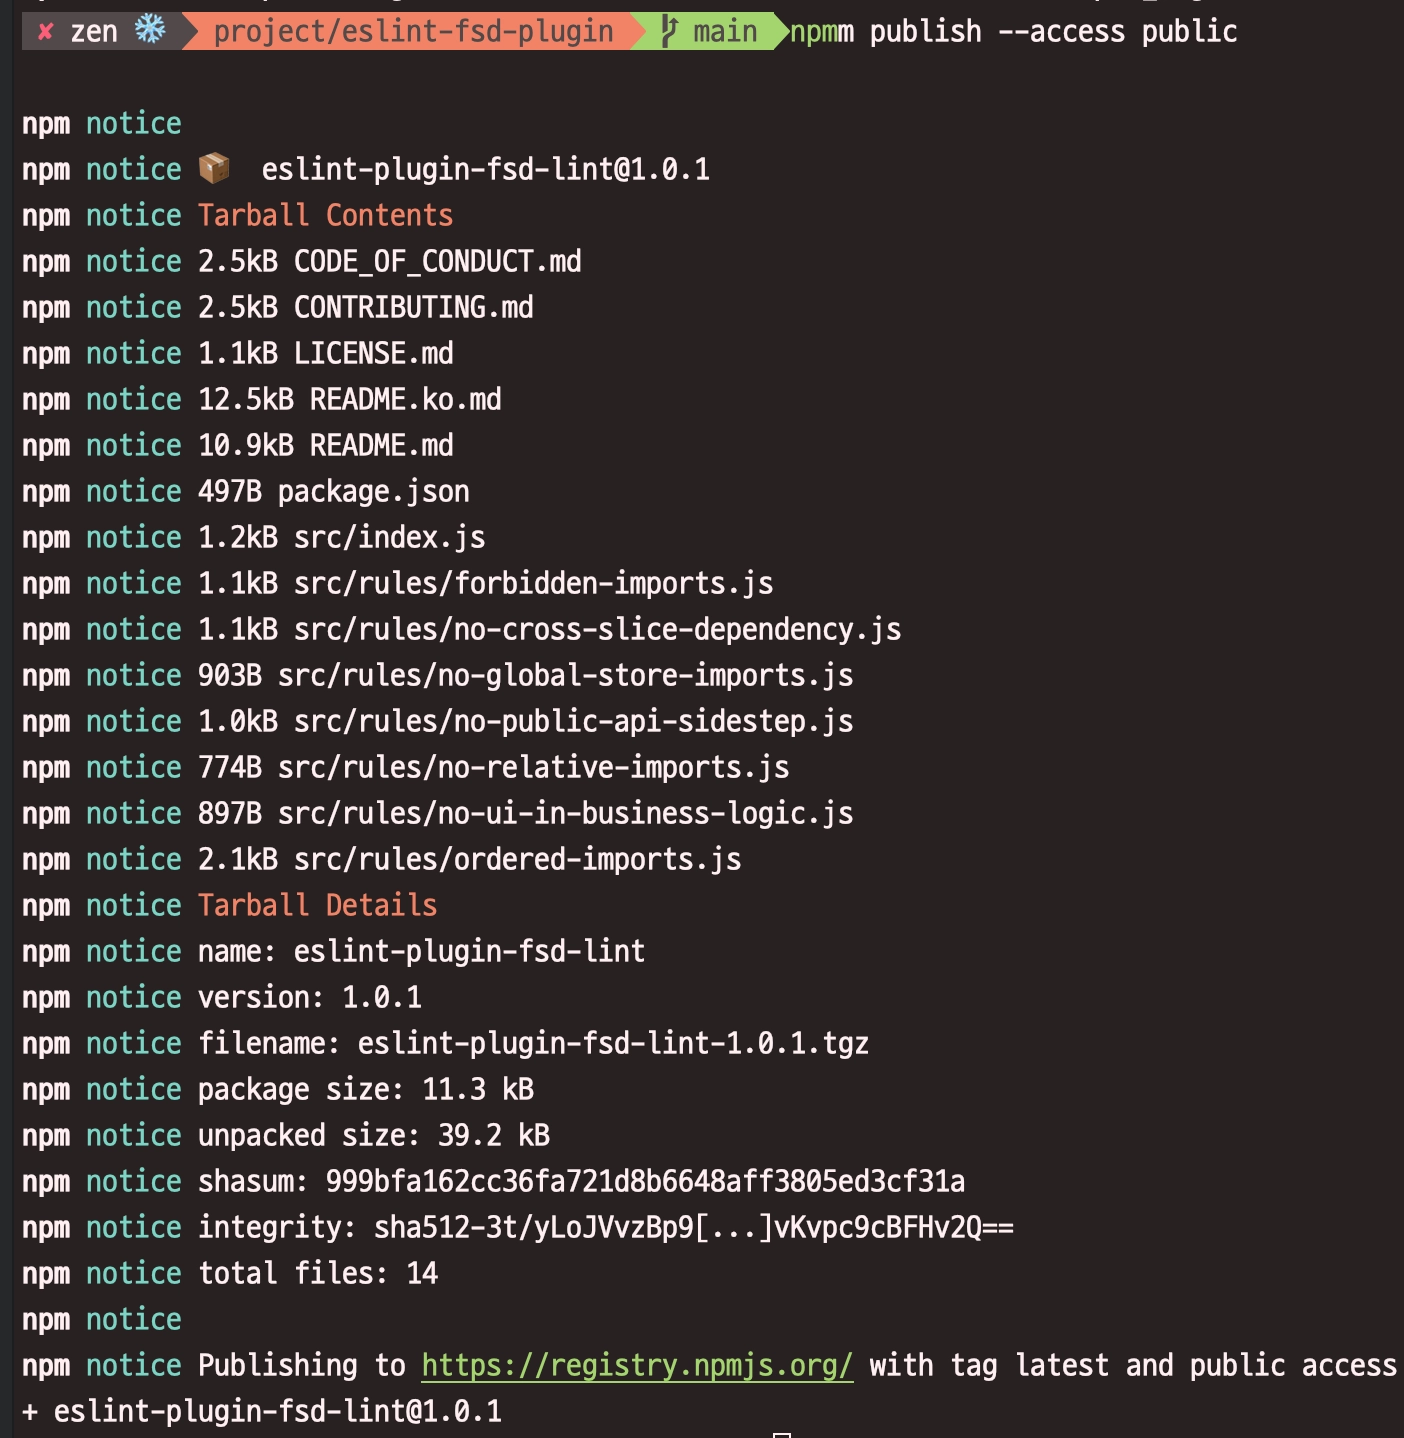 ✘ zen ❄️ project/eslint-fsd-plugin main npmm publish --access public
npm notice
npm notice 📦 eslint-plugin-fsd-lint@1.0.1
npm notice Tarball Contents
npm notice 2.5kB CODE_OF_CONDUCT.md
npm notice 2.5kB CONTRIBUTING.md
npm notice 1.1kB LICENSE.md
npm notice 12.5kB README.ko.md
npm notice 10.9kB README.md
npm notice 497B package.json
npm notice 1.2kB src/index.js
npm notice 1.1kB src/rules/forbidden-imports.js
npm notice 1.1kB src/rules/no-cross-slice-dependency.js
npm notice 903B src/rules/no-global-store-imports.js
npm notice 1.0kB src/rules/no-public-api-sidestep.js
npm notice 774B src/rules/no-relative-imports.js
npm notice 897B src/rules/no-ui-in-business-logic.js
npm notice 2.1kB src/rules/ordered-imports.js
npm notice Tarball Details
npm notice name: eslint-plugin-fsd-lint
npm notice version: 1.0.1
npm notice filename: eslint-plugin-fsd-lint-1.0.1.tgz
npm notice package size: 11.3 kB
npm notice unpacked size: 39.2 kB
npm notice shasum: 999bfa162cc36fa721d8b6648aff3805ed3cf31a
npm notice integrity: sha512-3t/yLoJVvzBp9[...]vKvpc9cBFHv2Q==
npm notice total files: 14
npm notice
npm notice Publishing to https://registry.npmjs.org/ with tag latest and public access
+ eslint-plugin-fsd-lint@1.0.1